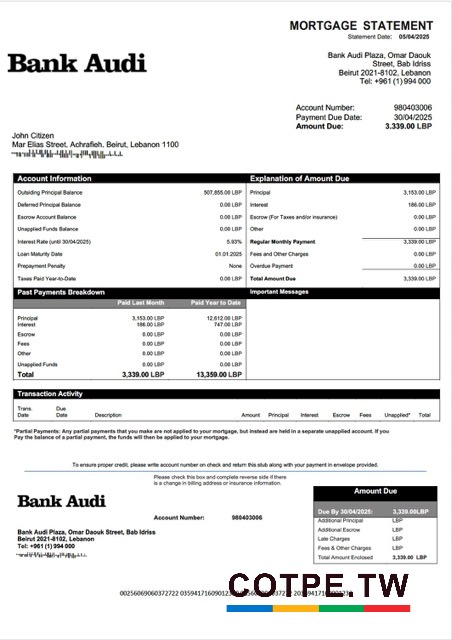 MORTGAGE STATEMENT
Statement Date: 05/04/2025
Bank Audi
Bank Audi Plaza, Omar Daouk
Street, Bab Idriss
Beirut 2021-8102, Lebanon
Tel: +961 (1) 994 000
Account Number: 980403006
Payment Due Date: 30/04/2025
Amount Due: 3.339.00 LBP
John Citizen
Mar Elias Street, Achrafieh, Beirut, Lebanon 1100
Account Information
Outsiding Principal Balance 507,855.00 LBP
Deferred Principal Balance 0.00 LBP
Escrow Account Balance 0.00 LBP
Unapplied Funds Balance 0.00 LBP
Interest Rate (until 30/04/2025) 5.93%
Loan Maturity Date 01.01.2025
Prepayment Penalty None
Taxes Paid Year-to-Date 0.00 LBP
Explanation of Amount Due
Principal 3,153.00 LBP
Interest 186.00 LBP
Escrow (For Taxes and/or insurance) 0.00 LBP
Other 0.00 LBP
Regular Monthly Payment 3,339.00 LBP
Fees and Other Charges 0.00 LBP
Overdue Payment 0.00 LBP
Total Amount Due 3,339.00 LBP
Past Payments Breakdown
Paid Last Month Paid Year to Date
Principal 3,153.00 LBP 12,612.00 LBP
Interest 186.00 LBP 747.00 LBP
Escrow 0.00 LBP 0.00 LBP
Fees 0.00 LBP 0.00 LBP
Other 0.00 LBP 0.00 LBP
Unapplied Funds 0.00 LBP 0.00 LBP
Total 3,339.00 LBP 13,359.00 LBP
Important Messages
Transaction Activity
Trans. Date Due Date Description Amount Principal Interest Escrow Fees Unapplied* Total
*Partial Payments: Any partial payments that you make are not applied to your mortgage, but instead are held in a separate unapplied account. If you
Pay the balance of a partial payment, the funds will then be applied to your mortgage.
To ensure proper credit, please write account number on check and return this stub along with your payment in envelope provided.
Please check this box and complete reverse side if there
is a change in billing address or insurance information.
Bank Audi
Account Number: 980403006
Bank Audi Plaza, Omar Daouk Street, Bab Idriss
Beirut 2021-8102, Lebanon
Tel: +961 (1) 994 000
Amount Due
Due By 30/04/2025: 3,339.00LBP
Additional Principal LBP
Additional Escrow LBP
Late Charges LBP
Fees & Other Charges LBP
Total Amount Enclosed 3,339.00 LBP
COTPE.TW